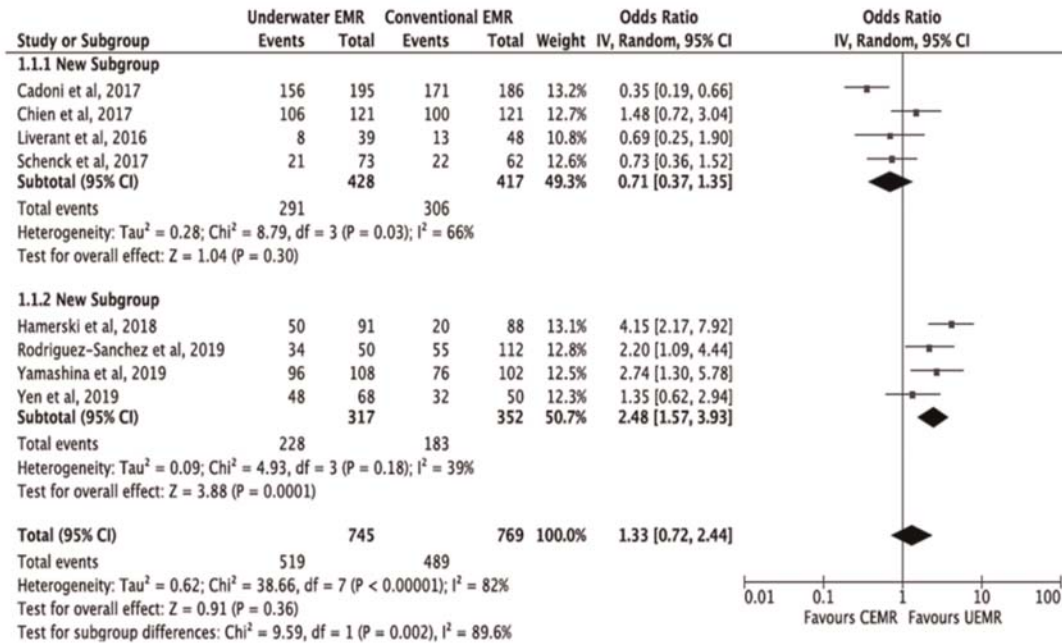 Underwater EMR Conventional EMR Odds Ratio Odds Ratio
Study or Subgroup Events Total Events Total Weight IV, Random, 95% CI IV, Random, 95% CI
1.1.1 New Subgroup
Cadoni et al, 2017 156 195 171 186 13.2% 0.35 [0.19, 0.66]
Chien et al, 2017 106 121 100 121 12.7% 1.48 [0.72, 3.04]
Liverant et al, 2016 8 39 13 48 10.8% 0.69 [0.25, 1.90]
Schenck et al, 2017 21 73 22 62 12.6% 0.73 [0.36, 1.52]
Subtotal (95% CI) 428 417 49.3% 0.71 [0.37, 1.35]
Total events 291 306
Heterogeneity: Tau² = 0.28; Chi² = 8.79, df = 3 (P = 0.03); I² = 66%
Test for overall effect: Z = 1.04 (P = 0.30)
1.1.2 New Subgroup
Hamerski et al, 2018 50 91 20 88 13.1% 4.15 [2.17, 7.92]
Rodriguez-Sanchez et al, 2019 34 50 55 112 12.8% 2.20 [1.09, 4.44]
Yamashina et al, 2019 96 108 76 102 12.5% 2.74 [1.30, 5.78]
Yen et al, 2019 48 68 32 50 12.3% 1.35 [0.62, 2.94]
Subtotal (95% CI) 317 352 50.7% 2.48 [1.57, 3.93]
Total events 228 183
Heterogeneity: Tau² = 0.09; Chi² = 4.93, df = 3 (P = 0.18); I² = 39%
Test for overall effect: Z = 3.88 (P = 0.0001)
Total (95% CI) 745 769 100.0% 1.33 [0.72, 2.44]
Total events 519 489
Heterogeneity: Tau² = 0.62; Chi² = 38.66, df = 7 (P < 0.00001); I² = 82%
Test for overall effect: Z = 0.91 (P = 0.36)
Test for subgroup differences: Chi² = 9.59, df = 1 (P = 0.002), I² = 89.6%
0.01 0.1 1 10 100
Favours CEMR Favours UEMR